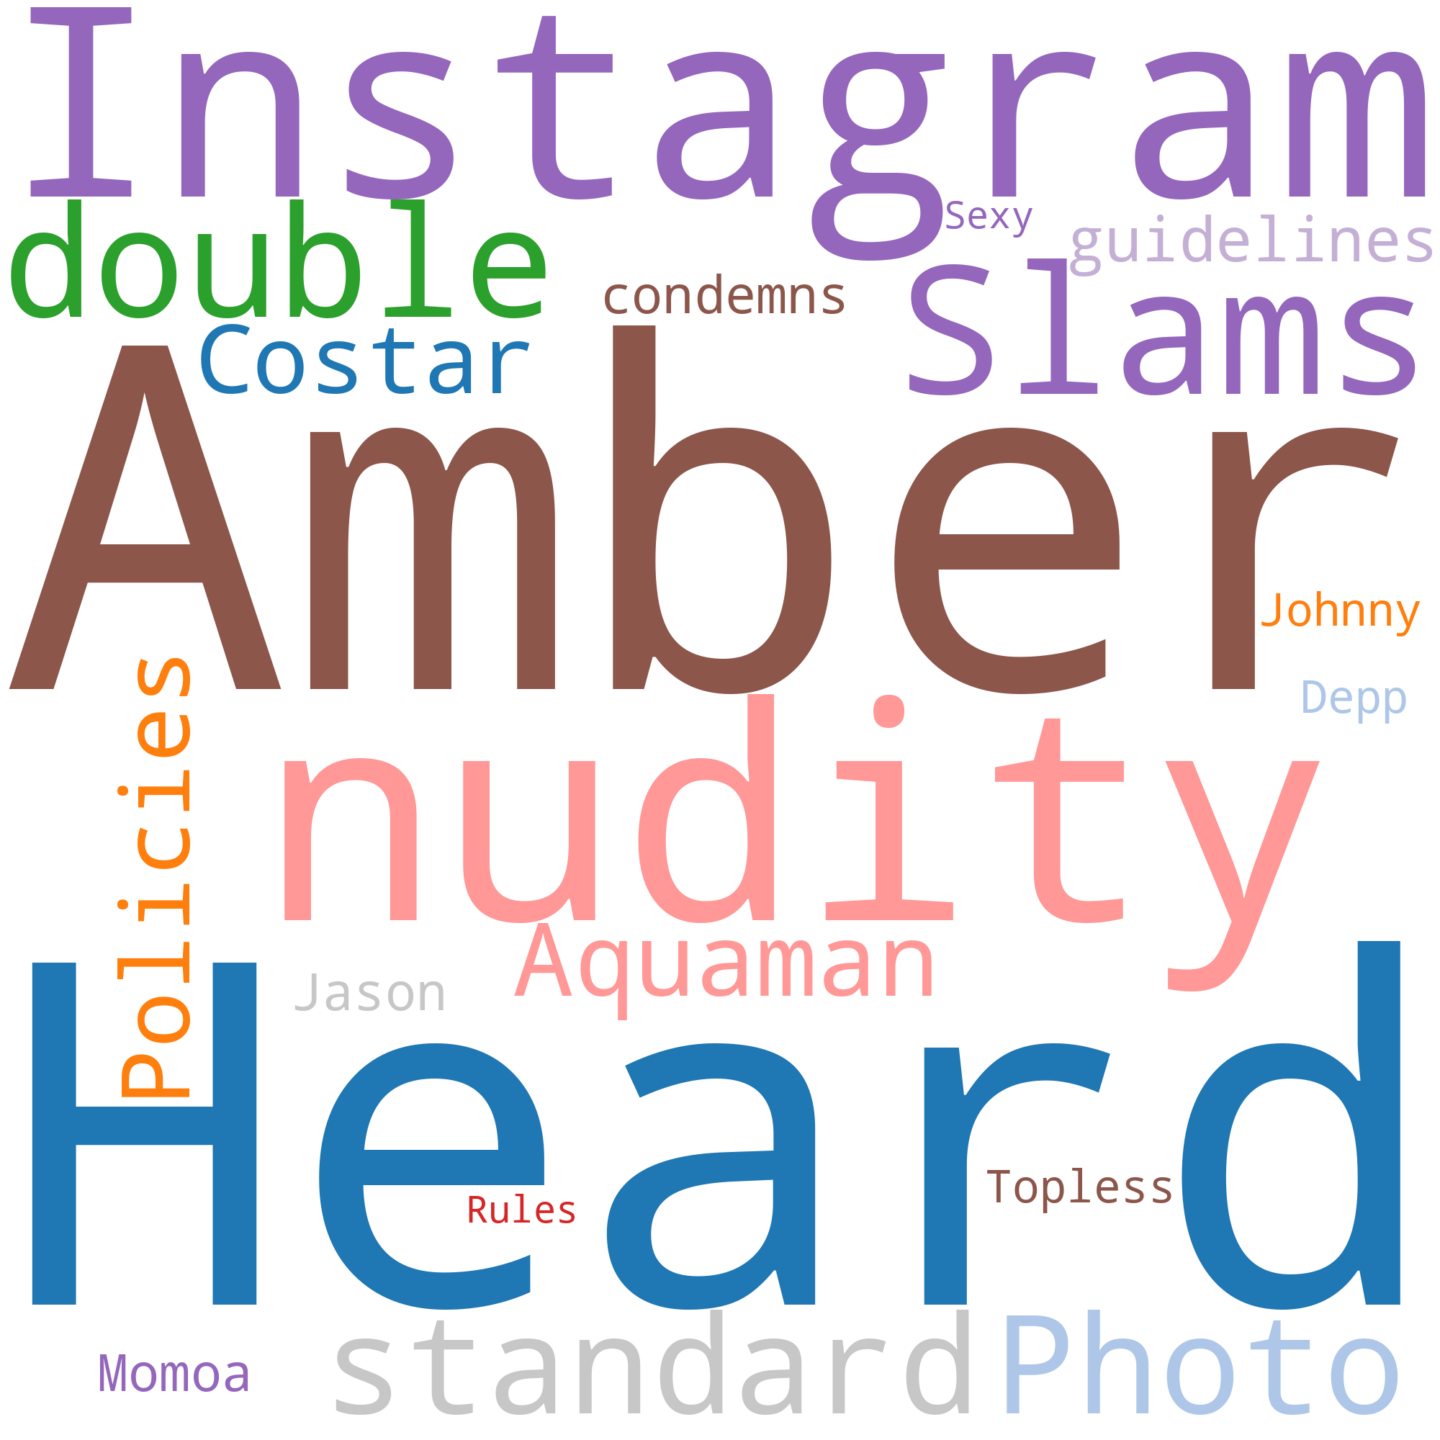 Instagram
double
Sexy
guidelines
condemns
Slams
Costar
Amber
Johnny
Depp
Policies
nudity
Aquaman
Jason
Heard
Topless
Rules
standard
Photo
Momoa